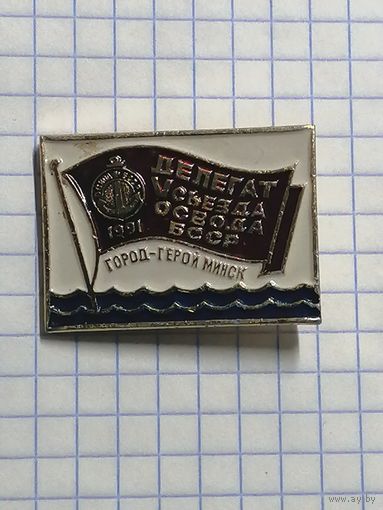 ДЕЛЕГАТ
V СЪЕЗДА
ОСВОДА
БССР
1991
ГОРОД-ГЕРОЙ МИНСК
www.ay.by